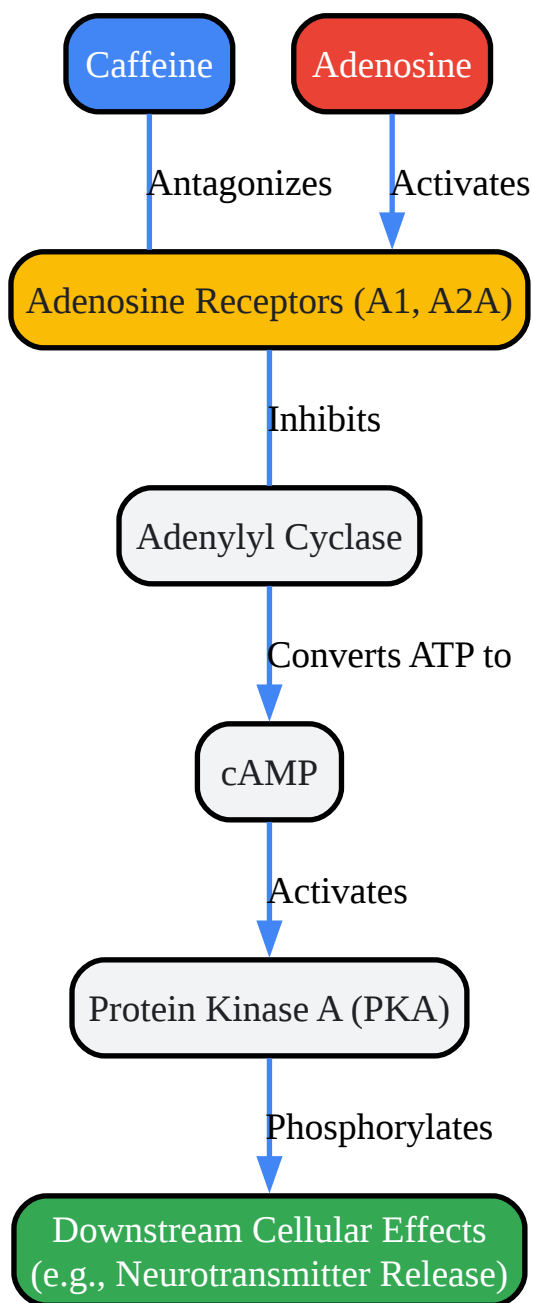 Caffeine
Adenosine
Antagonizes
Activates
Adenosine Receptors (A1, A2A)
Inhibits
Adenylyl Cyclase
Converts ATP to
cAMP
Activates
Protein Kinase A (PKA)
Phosphorylates
Downstream Cellular Effects
(e.g., Neurotransmitter Release)